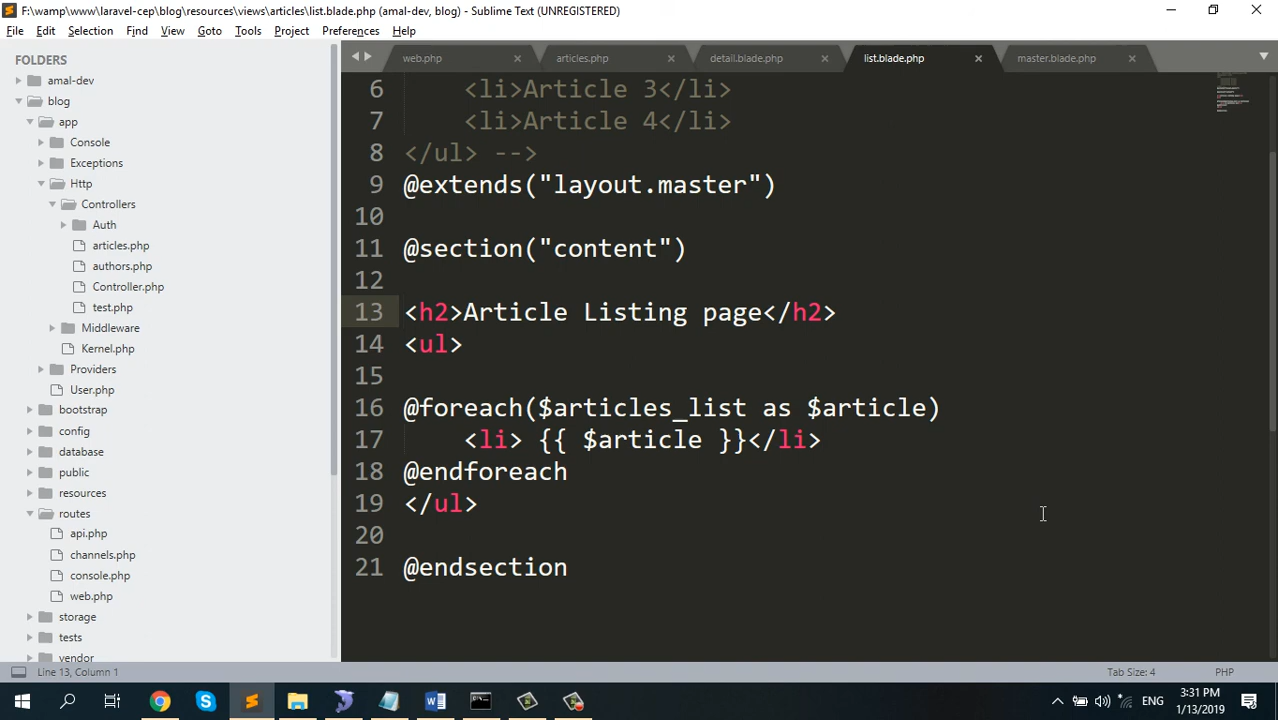 F:\wamp\www\laravel-cep\blog\resources\views\articles\list.blade.php (amal-dev, blog) - Sublime Text (UNREGISTERED)
File Edit Selection Find View Goto Tools Project Preferences Help
FOLDERS
amal-dev
blog
app
Console
Exceptions
Http
Controllers
Auth
articles.php
authors.php
Controller.php
test.php
Middleware
Kernel.php
Providers
User.php
bootstrap
config
database
public
resources
routes
api.php
channels.php
console.php
web.php
storage
tests
vendor
web.php articles.php detail.blade.php list.blade.php master.blade.php
6 <li>Article 3</li>
7 <li>Article 4</li>
8 </ul> -->
9 @extends("layout.master")
10
11 @section("content")
12
13 <h2>Article Listing page</h2>
14 <ul>
15
16 @foreach($articles_list as $article)
17 <li> {{ $article }}</li>
18 @endforeach
19 </ul>
20
21 @endsection
Line 13, Column 1 Tab Size: 4 PHP
ENG 3:31 PM
1/13/2019